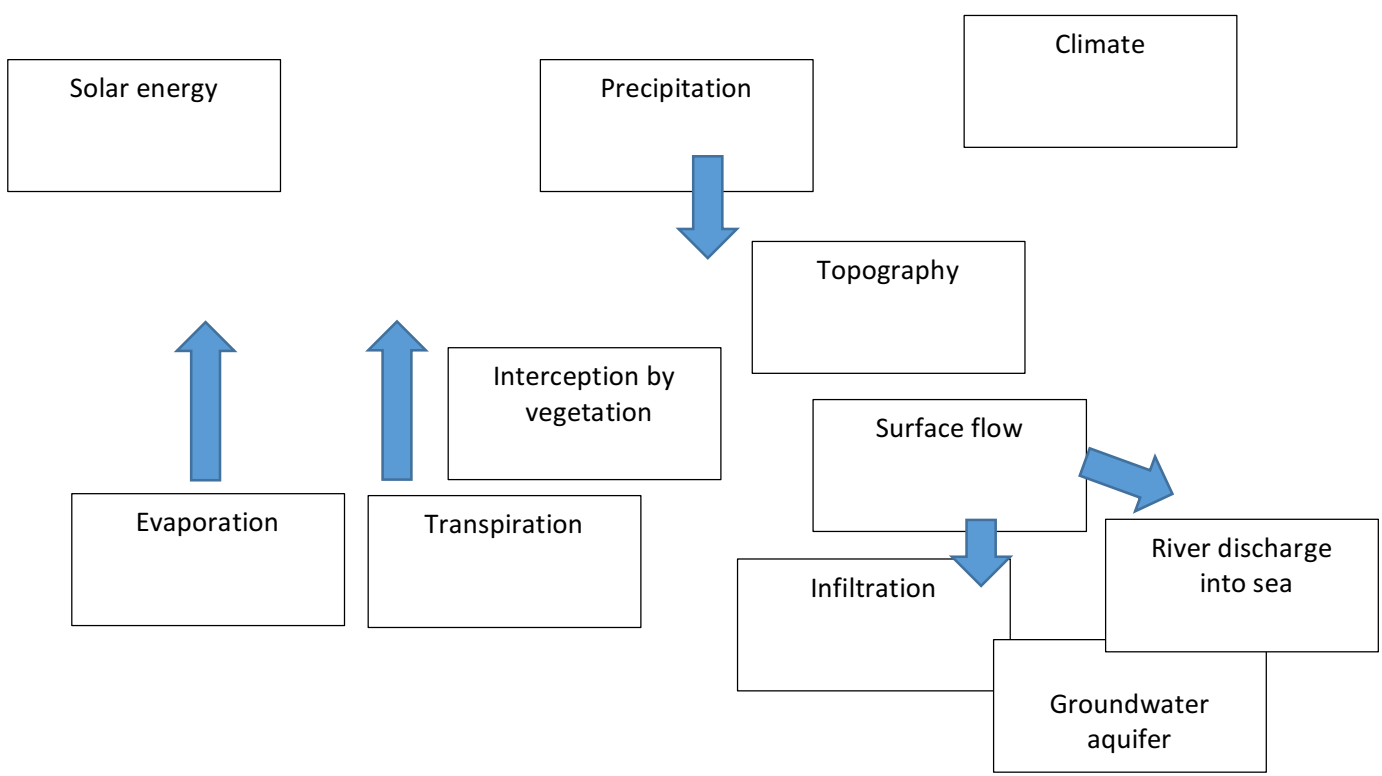 Climate
Solar energy
Precipitation
Topography
Interception by
vegetation
Surface flow
Evaporation
Transpiration
River discharge
into sea
Infiltration
Groundwater
aquifer